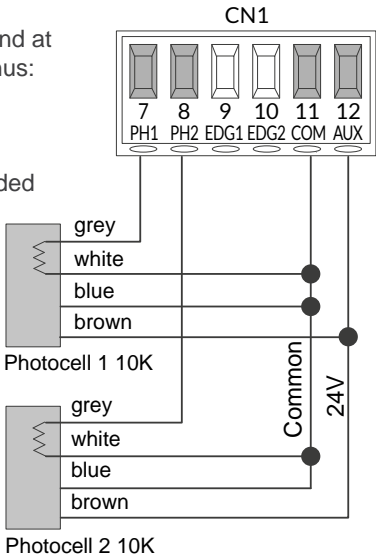 CN1
nd at
nus:
ded
7 8 9 10 11 12
PH1 PH2 EDG1 EDG2 COM AUX
grey
white
blue
brown
Photocell 1 10K
Common
24V
grey
white
blue
brown
Photocell 2 10K